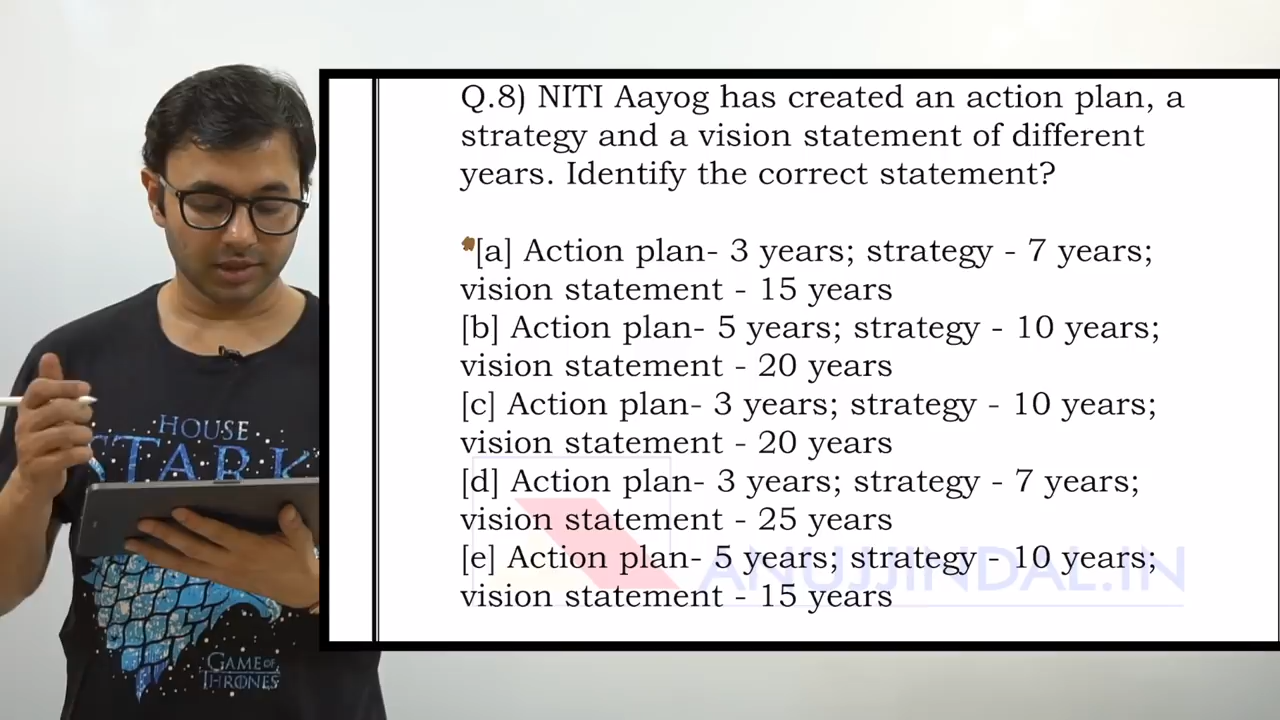 Q.8) NITI Aayog has created an action plan, a
strategy and a vision statement of different
years. Identify the correct statement?
[a] Action plan- 3 years; strategy - 7 years;
vision statement - 15 years
[b] Action plan- 5 years; strategy - 10 years;
vision statement - 20 years
[c] Action plan- 3 years; strategy - 10 years;
vision statement - 20 years
[d] Action plan- 3 years; strategy - 7 years;
vision statement - 25 years
[e] Action plan- 5 years; strategy - 10 years;
vision statement - 15 years
ANUJJINDAL.IN
HOUSE
STARK
GAME OF
THRONES